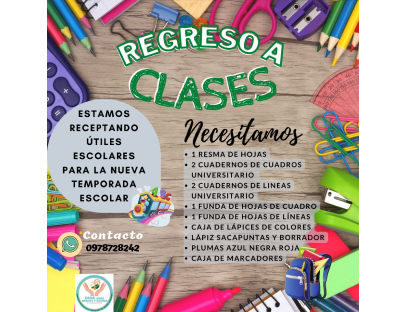 REGRESO A
CLASES
ESTAMOS
RECEPTANDO
ÚTILES
ESCOLARES
PARA LA NUEVA
TEMPORADA
ESCOLAR
Contacto
0978728242
Necesitamos
• 1 RESMA DE HOJAS
• 2 CUADERNOS DE CUADROS
UNIVERSITARIO
• 2 CUADERNOS DE LINEAS
UNIVERSITARIO
• 1 FUNDA DE HOJAS DE CUADRO
• 1 FUNDA DE HOJAS DE LÍNEAS
• CAJA DE LÁPICES DE COLORES
• LÁPIZ SACAPUNTAS Y BORRADOR
• PLUMAS AZUL NEGRA ROJA
• CAJA DE MARCADORES